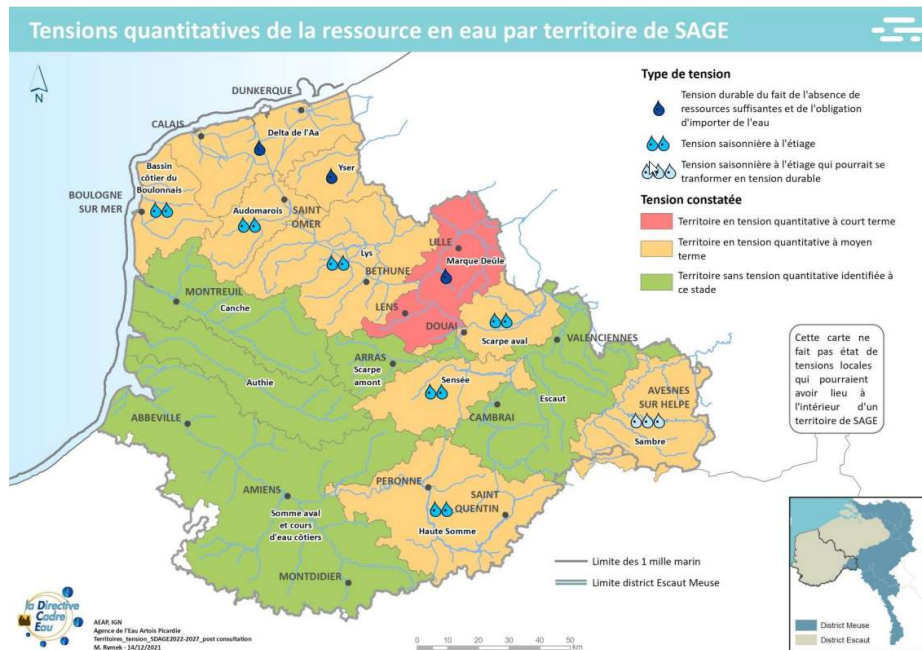 Tensions quantitatives de la ressource en eau par territoire de SAGE
N
DUNKERQUE
CALAIS
Delta de l'Aa
Bassin
côtier du
Boulonnais
Yser
BOULOGNE
SUR MER
Audomarois
SAINT
OMER
Lys
LILLE
Marque Deûle
BÉTHUNE
MONTREUIL
Canche
LENS
DOUAI
Scarpe aval
VALENCIENNES
ARRAS
Scarpe
amont
Authie
Sensée
Escaut
AVESNES
SUR HELPE
ABBEVILLE
CAMBRAI
Sambre
PERONNE
AMIENS
SAINT
QUENTIN
Somme aval
et cours
d'eau côtiers
Haute Somme
MONTDIDIER
Type de tension
Tension durable du fait de l'absence de
ressources suffisantes et de l'obligation
d'importer de l'eau
Tension saisonnière à l'étiage
Tension saisonnière à l'étiage qui pourrait se
tranformer en tension durable
Tension constatée
Territoire en tension quantitative à court terme
Territoire en tension quantitative à moyen
terme
Territoire sans tension quantitative identifiée à
ce stade
Cette carte ne
fait pas état de
tensions locales
qui pourraient
avoir lieu à
l'intérieur d'un
territoire de SAGE
Limite des 1 mille marin
Limite district Escaut Meuse
District Meuse
District Escaut
la Directive
Cadre
Eau
AEAP, IGN
Agence de l'Eau Artois Picardie
Territoires_tension_SDAGE2022-2027_post consultation
M. Rymek - 14/12/2021
0 10 20 30 40 50
km